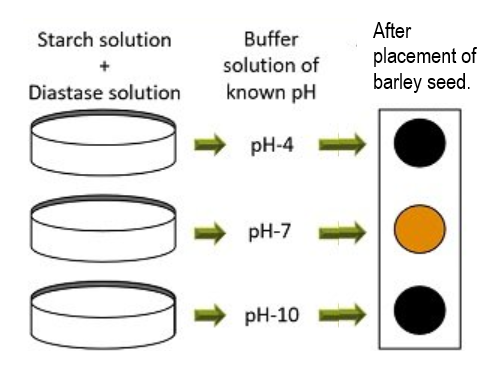 Starch solution
+
Diastase solution
Buffer
solution of
known pH
After
placement of
barley seed.
pH-4
pH-7
pH-10